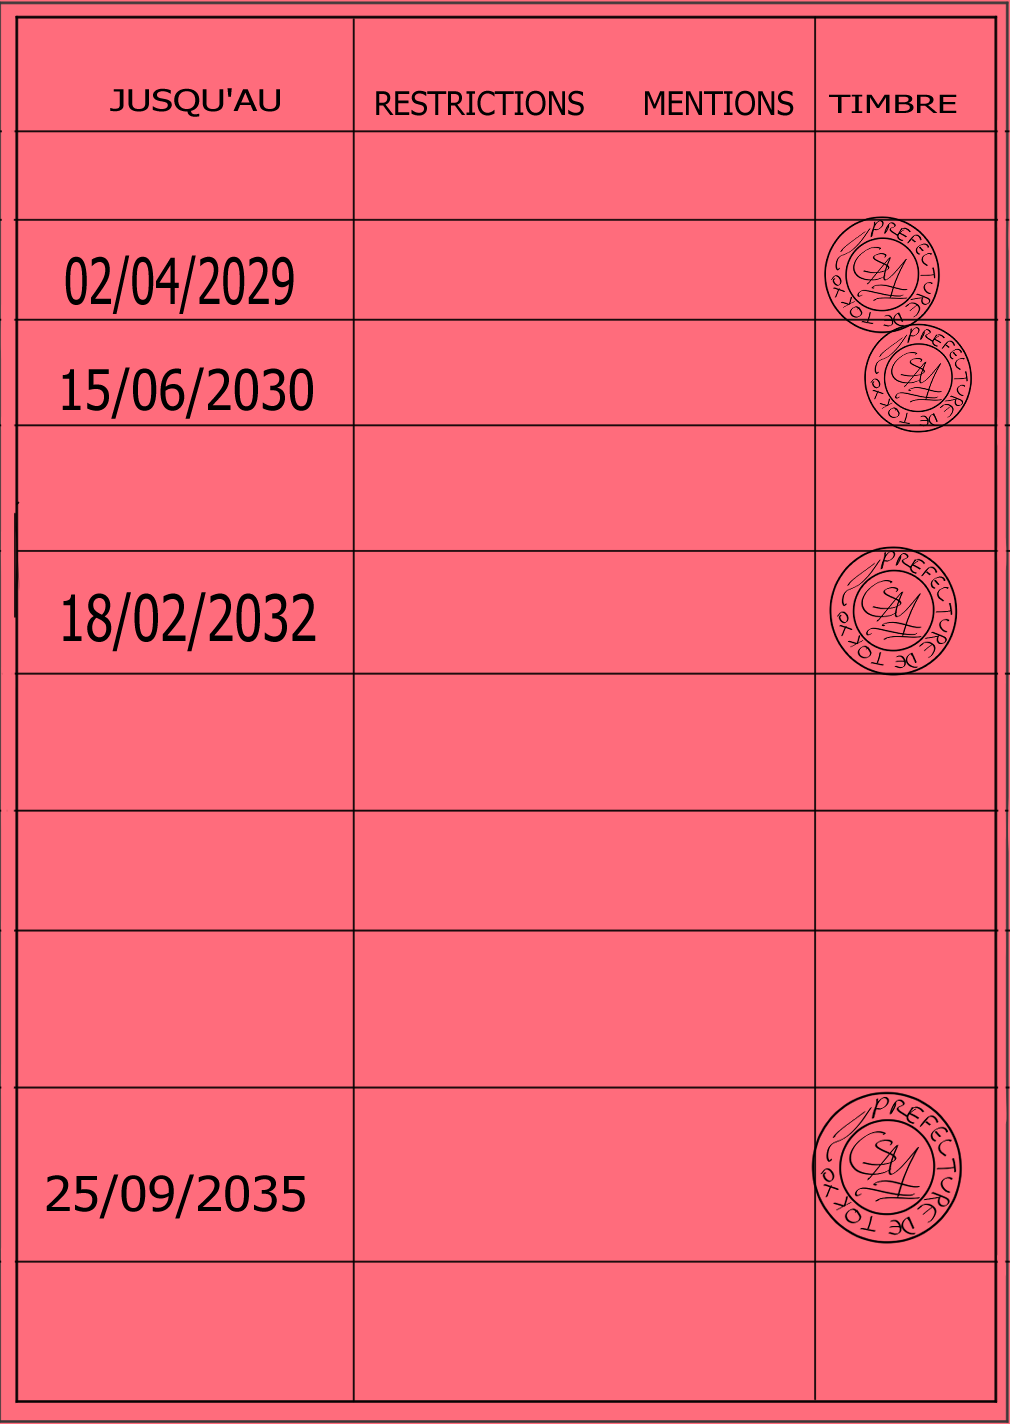 JUSQU'AU RESTRICTIONS MENTIONS TIMBRE
02/04/2029
PREFECTURE DE TOKYO
15/06/2030
PREFECTURE DE TOKYO
18/02/2032
PREFECTURE DE TOKYO
25/09/2035
PREFECTURE DE TOKYO